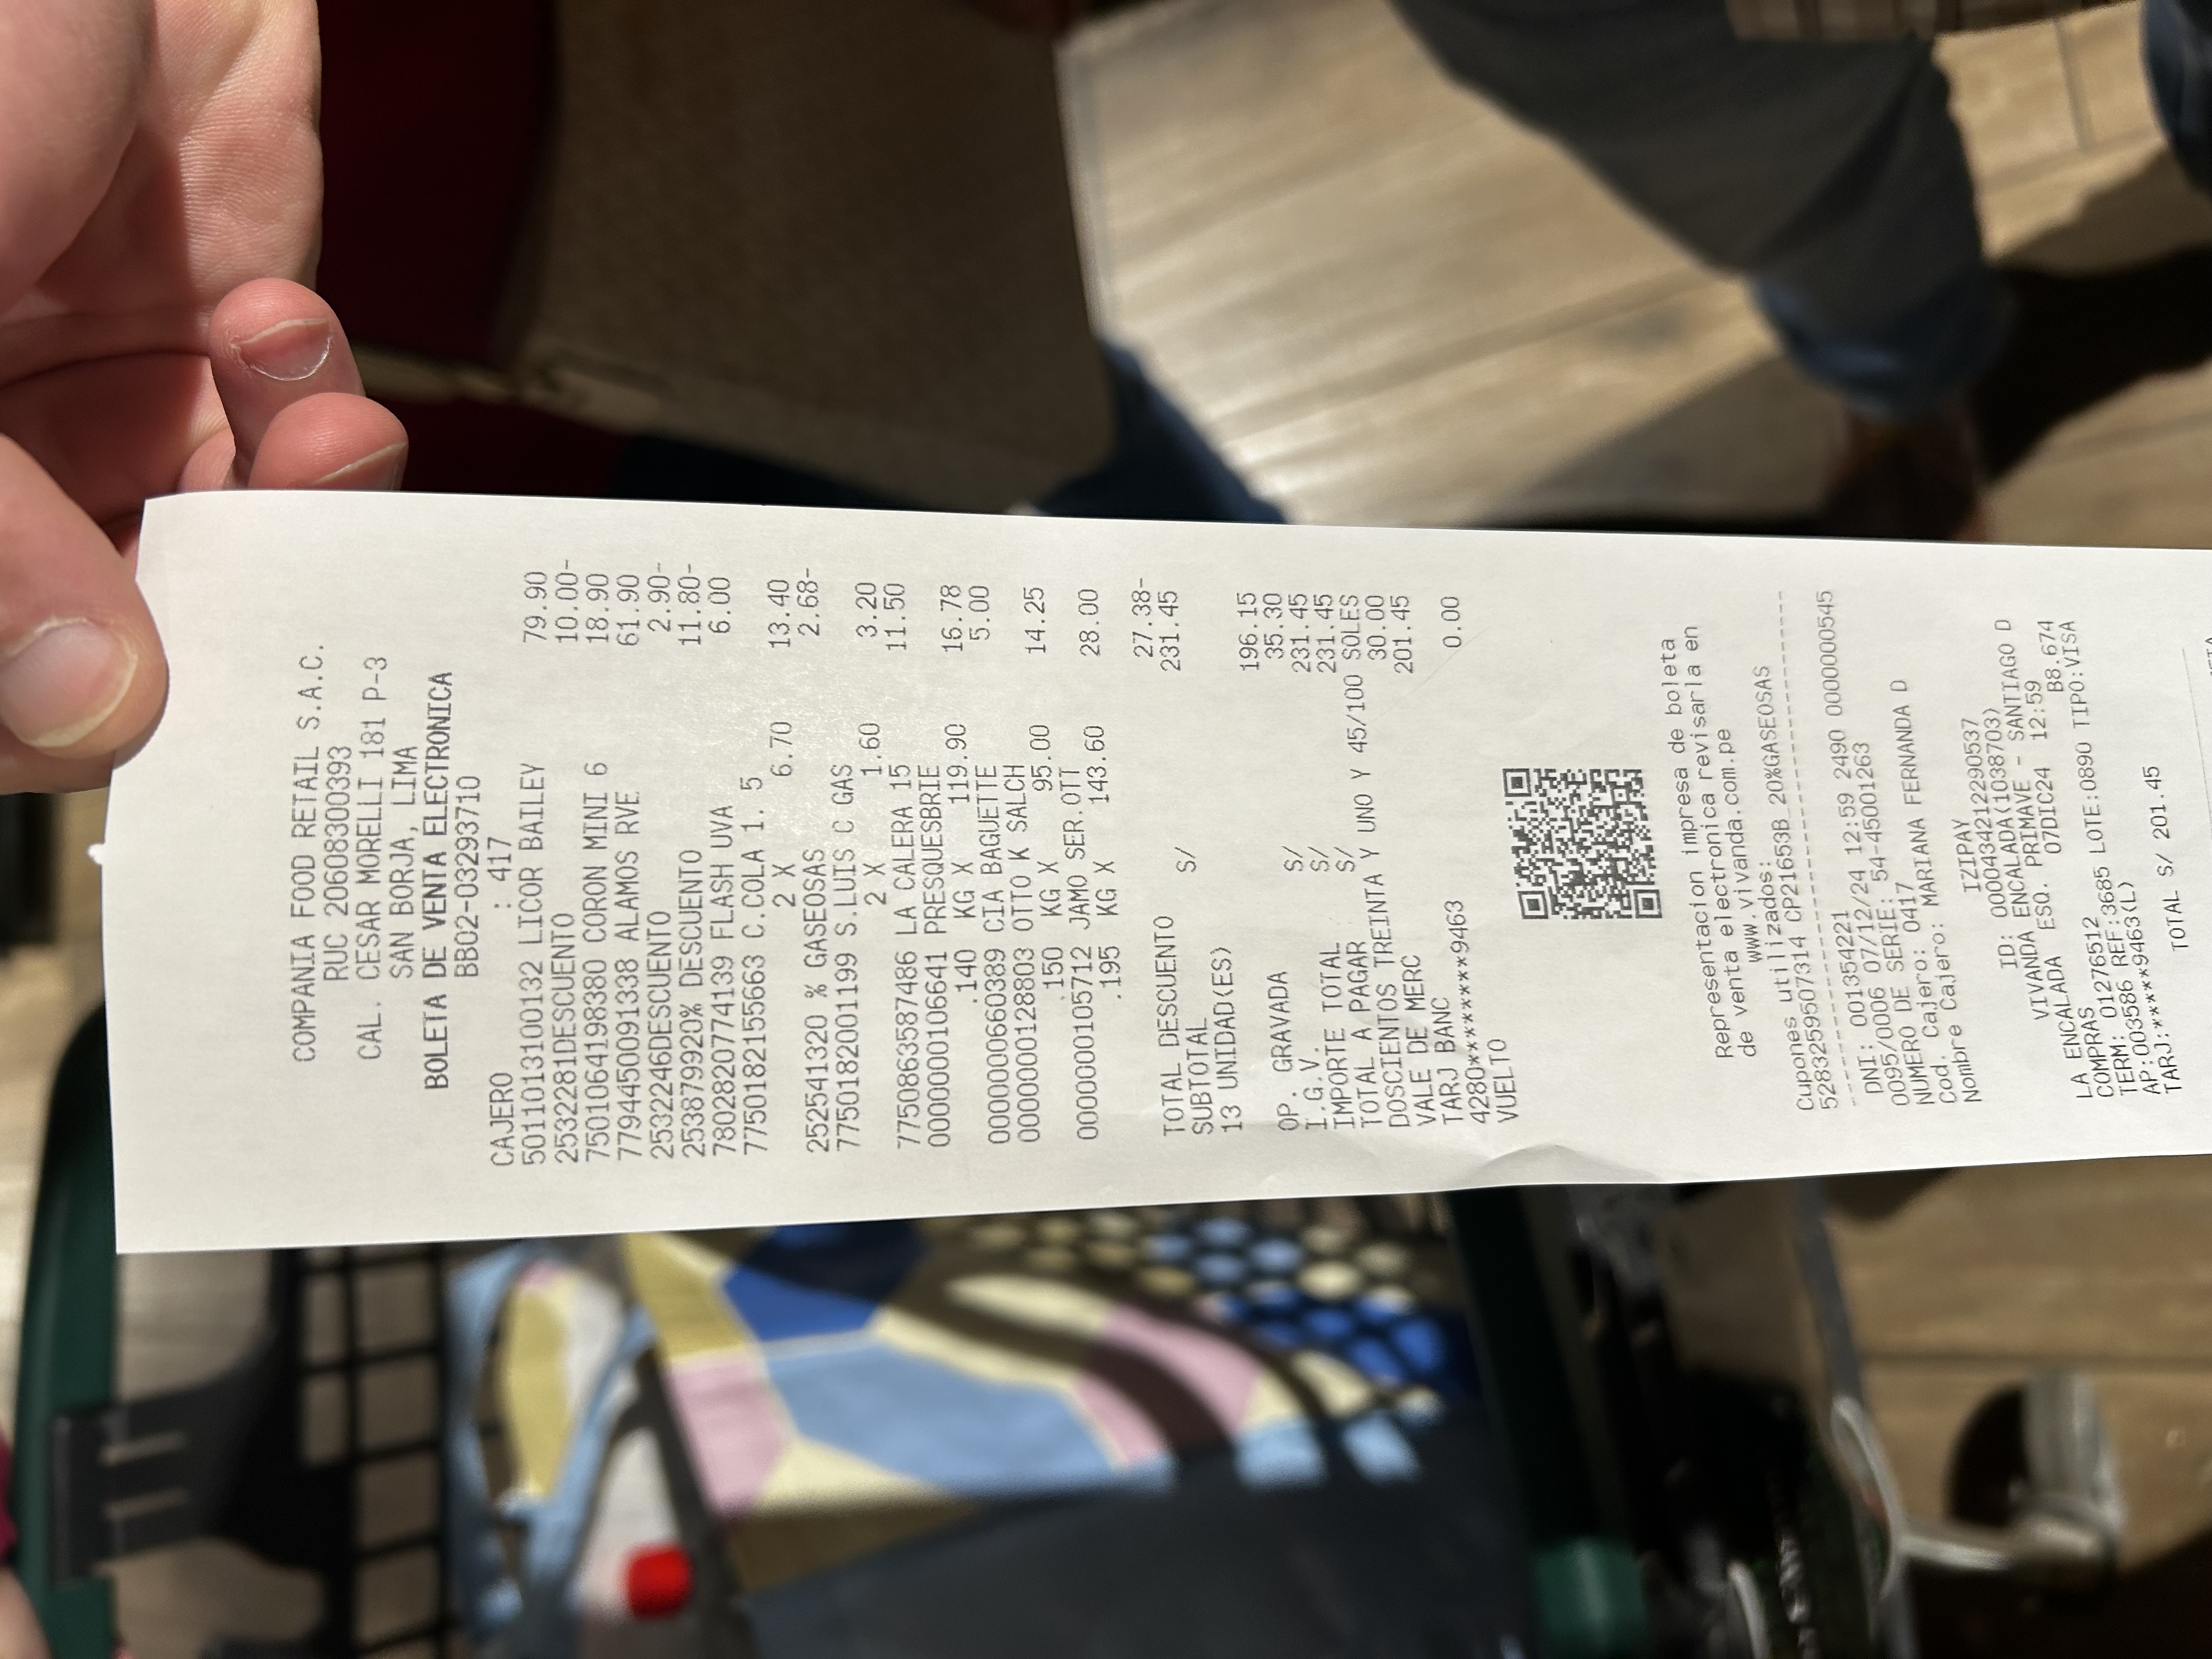 COMPANIA FOOD RETAIL S.A.C.
RUC 20608300393
CAL. CESAR MORELLI 181 P-3
SAN BORJA, LIMA
BOLETA DE VENTA ELECTRONICA
BB02-03293710
CAJERO : 417
5011013100132 LICOR BAILEY 79.90
2532281DESCUENTO 10.00-
7501064198380 CORON MINI 6 18.90
7794450091338 ALAMOS RVE 61.90
2532246DESCUENTO 2.90-
253879920% DESCUENTO 11.80-
7802820774139 FLASH UVA 6.00
7750182155663 C.COLA 1. 5
2 X 6.70 13.40
252541320 % GASEOSAS 2.68-
7750182001199 S.LUIS C GAS
2 X 1.60 3.20
7750863587486 LA CALERA 15 11.50
0000000106641 PRESQUESBRIE
.140 KG X 119.90 16.78
0000000660389 CIA BAGUETTE 5.00
0000000128803 OTTO K SALCH
.150 KG X 95.00 14.25
0000000105712 JAMO SER.OTT
.195 KG X 143.60 28.00
TOTAL DESCUENTO 27.38-
SUBTOTAL S/ 231.45
13 UNIDAD(ES)
OP. GRAVADA 196.15
I.G.V. S/ 35.30
IMPORTE TOTAL S/ 231.45
TOTAL A PAGAR S/ 231.45
DOSCIENTOS TREINTA Y UNO Y 45/100 SOLES
VALE DE MERC 30.00
TARJ BANC 201.45
4280********9463
VUELTO 0.00
Representacion impresa de boleta
de venta electronica revisarla en
www.vivanda.com.pe
Cupones utilizados:
5283259507314 CP21653B_20%GASEOSAS
DNI: 001354221
0095/0006 07/12/24 12:59 2490 0000000545
NUMERO DE SERIE: 54-45001263
Cod. Cajero: 0417
Nombre Cajero: MARIANA FERNANDA D
IZIPAY
ID: 0000434212290537
VIVANDA ENCALADA(1038703)
LA ENCALADA ESQ. PRIMAVE - SANTIAGO D
COMPRAS 07DIC24 12:59
TERM: 01276512 B8.674
AP:003586 REF:3685 LOTE:0890 TIPO:VISA
TARJ:*****9463(L)
TOTAL S/ 201.45